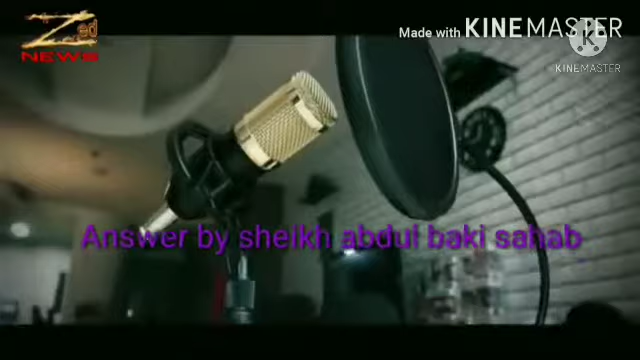 Zed
NEWS
Made with KINEMASTER
KINEMASTER
Answer by sheikh abdul baki sahab